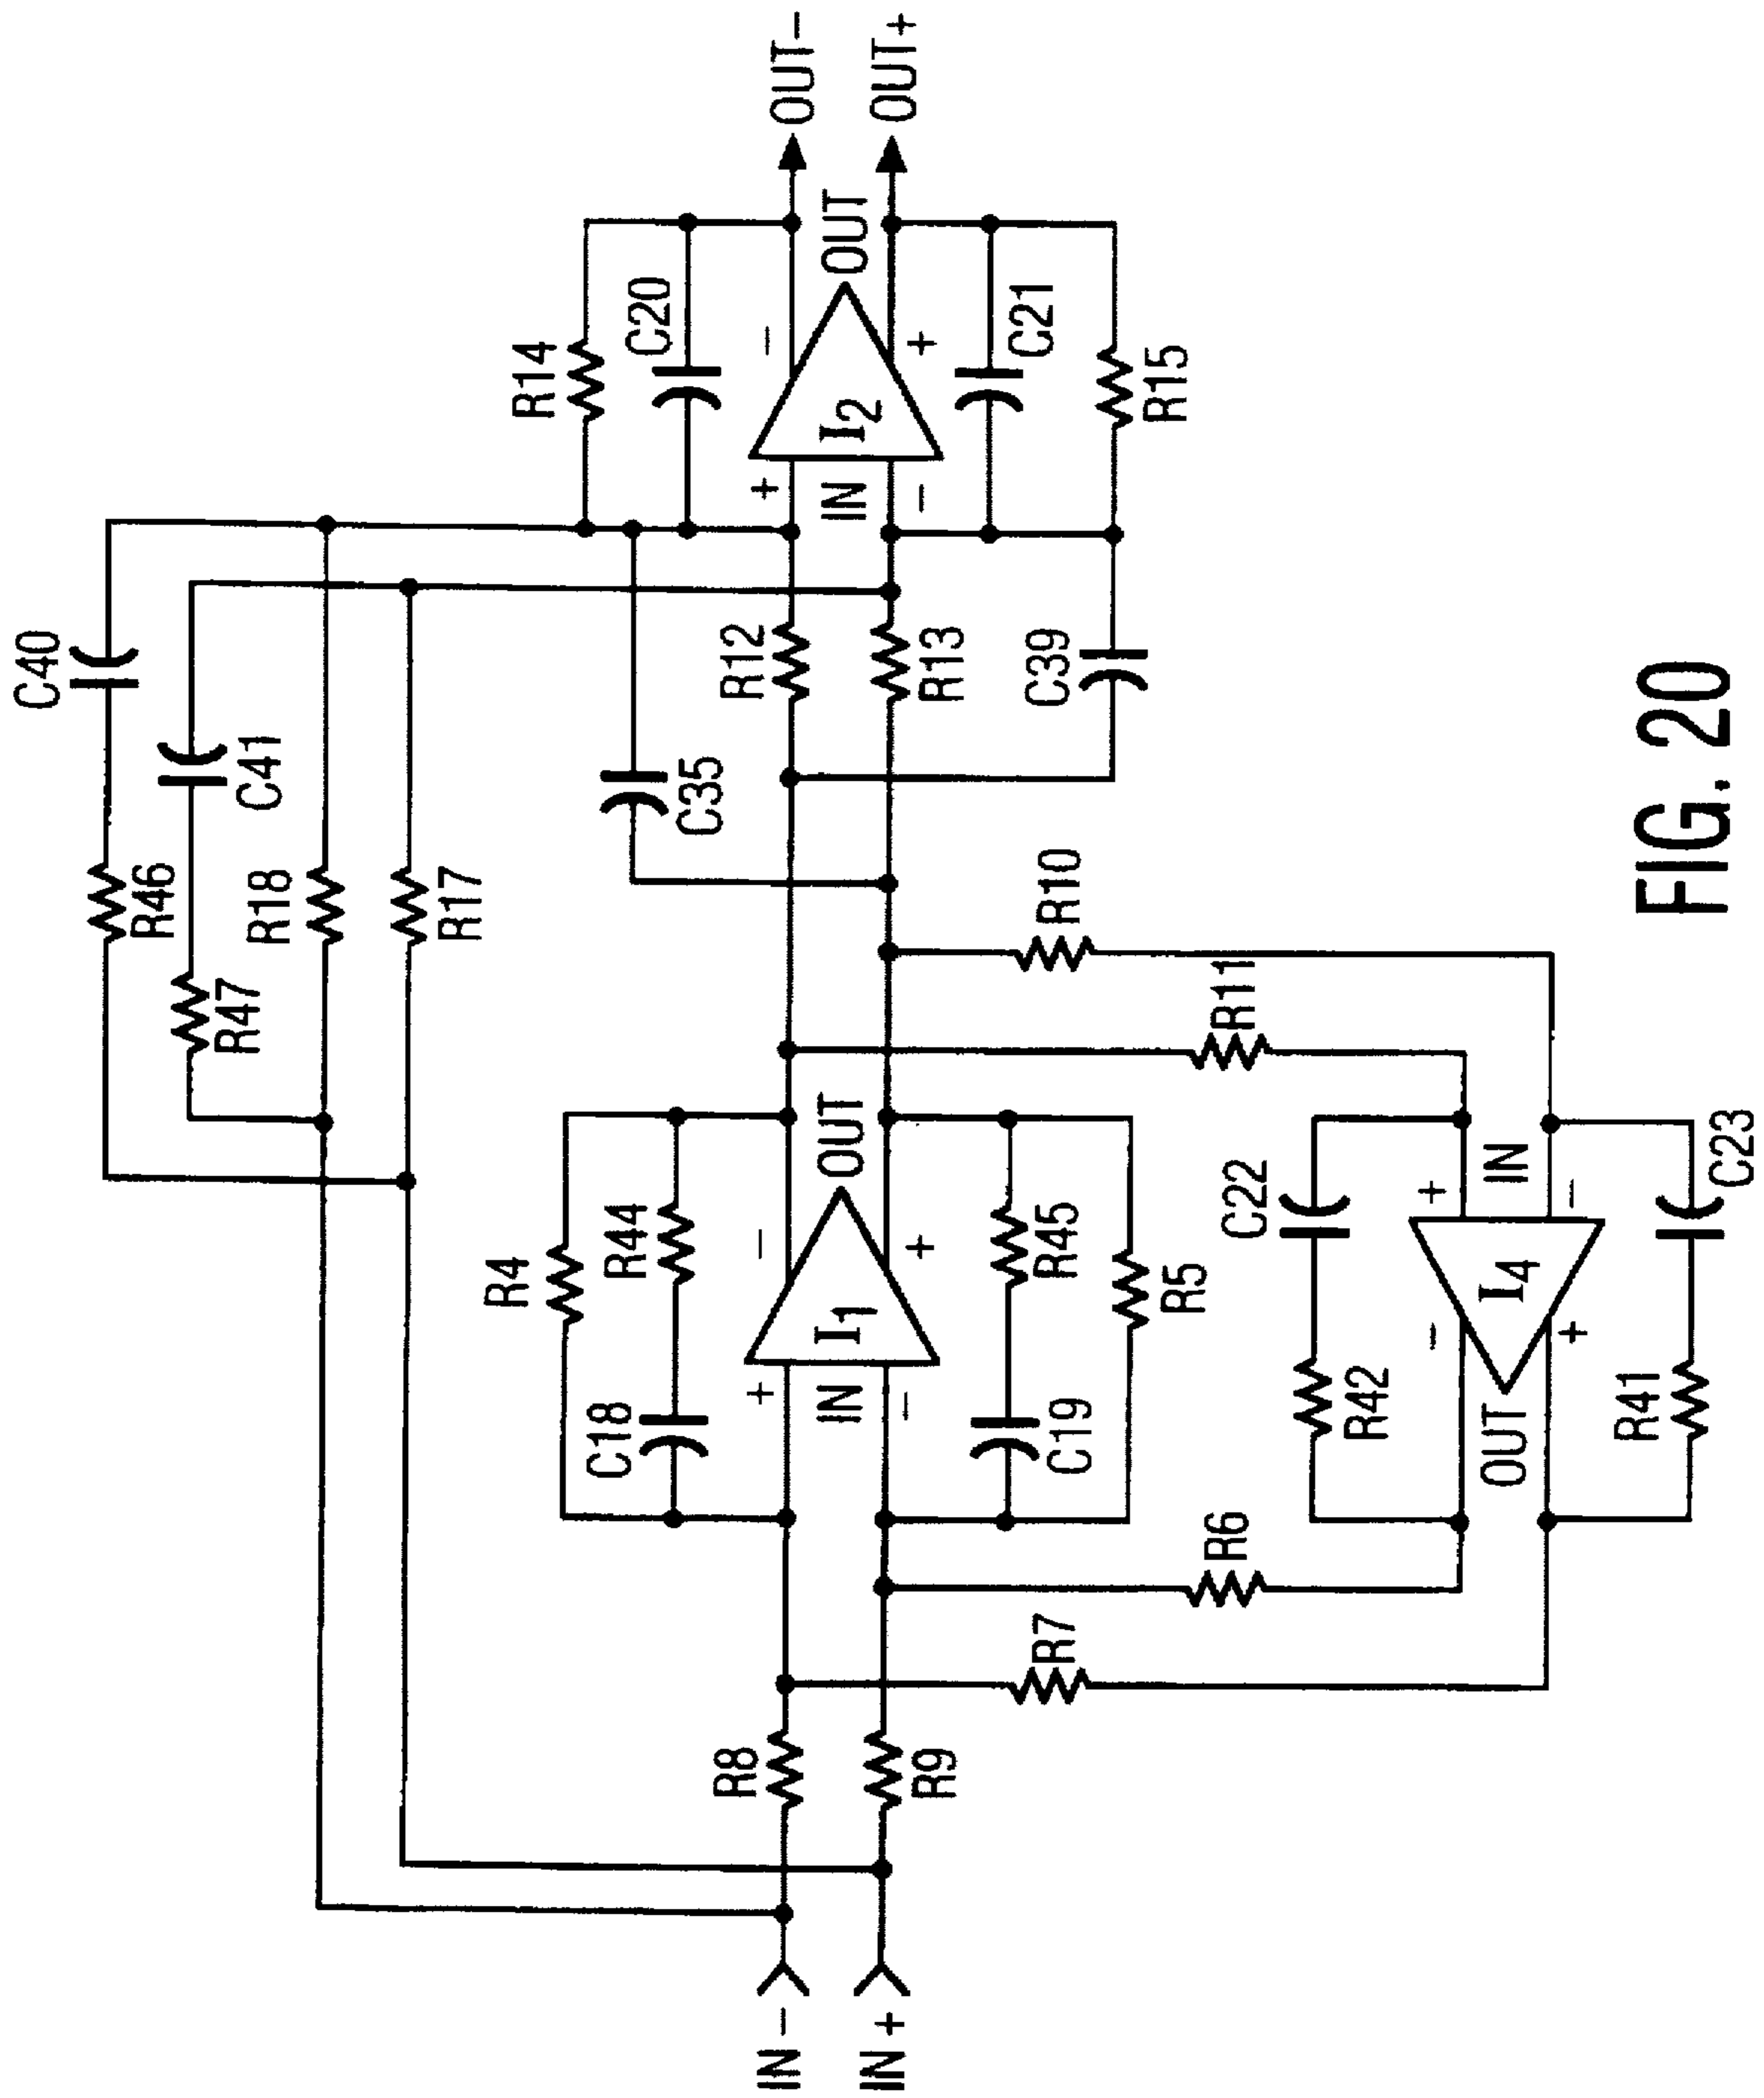 C40
R46
C41
R47
R18
R17
R14
C20
OUT−
R4
R44
C18
C35
R12
+
−
IN −
R8
+
−
IN
I1
OUT
IN
I2
OUT
IN +
R9
−
+
R13
−
+
OUT+
C19
R45
R5
C39
C21
R15
R7
R6
R11
R10
R42
C22
−
+
OUT
I4
IN
+
−
R41
C23
FIG. 20